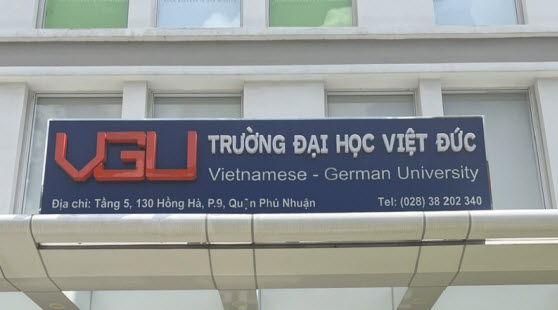 VGU
TRƯỜNG ĐẠI HỌC VIỆT ĐỨC
Vietnamese - German University
Địa chỉ: Tầng 5, 130 Hồng Hà, P.9, Quận Phú Nhuận Tel: (028) 38 202 340